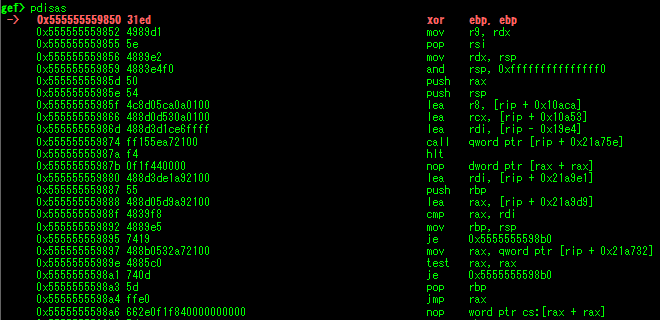 gef> pdisas
-> 0x555555559850 31ed xor ebp, ebp
0x555555559852 4989d1 mov r9, rdx
0x555555559855 5e pop rsi
0x555555559856 4889e2 mov rdx, rsp
0x555555559859 4883e4f0 and rsp, 0xfffffffffffffff0
0x55555555985d 50 push rax
0x55555555985e 54 push rsp
0x55555555985f 4c8d05ca0a0100 lea r8, [rip + 0x10aca]
0x555555559866 488d0d530a0100 lea rcx, [rip + 0x10a53]
0x55555555986d 488d3d1ce6ffff lea rdi, [rip - 0x19e4]
0x555555559874 ff155ea72100 call qword ptr [rip + 0x21a75e]
0x55555555987a f4 hlt
0x55555555987b 0f1f440000 nop dword ptr [rax + rax]
0x555555559880 488d3de1a92100 lea rdi, [rip + 0x21a9e1]
0x555555559887 55 push rbp
0x555555559888 488d05d9a92100 lea rax, [rip + 0x21a9d9]
0x55555555988f 4839f8 cmp rax, rdi
0x555555559892 4889e5 mov rbp, rsp
0x555555559895 7419 je 0x5555555598b0
0x555555559897 488b0532a72100 mov rax, qword ptr [rip + 0x21a732]
0x55555555989e 4885c0 test rax, rax
0x5555555598a1 740d je 0x5555555598b0
0x5555555598a3 5d pop rbp
0x5555555598a4 ffe0 jmp rax
0x5555555598a6 662e0f1f840000000000 nop word ptr cs:[rax + rax]